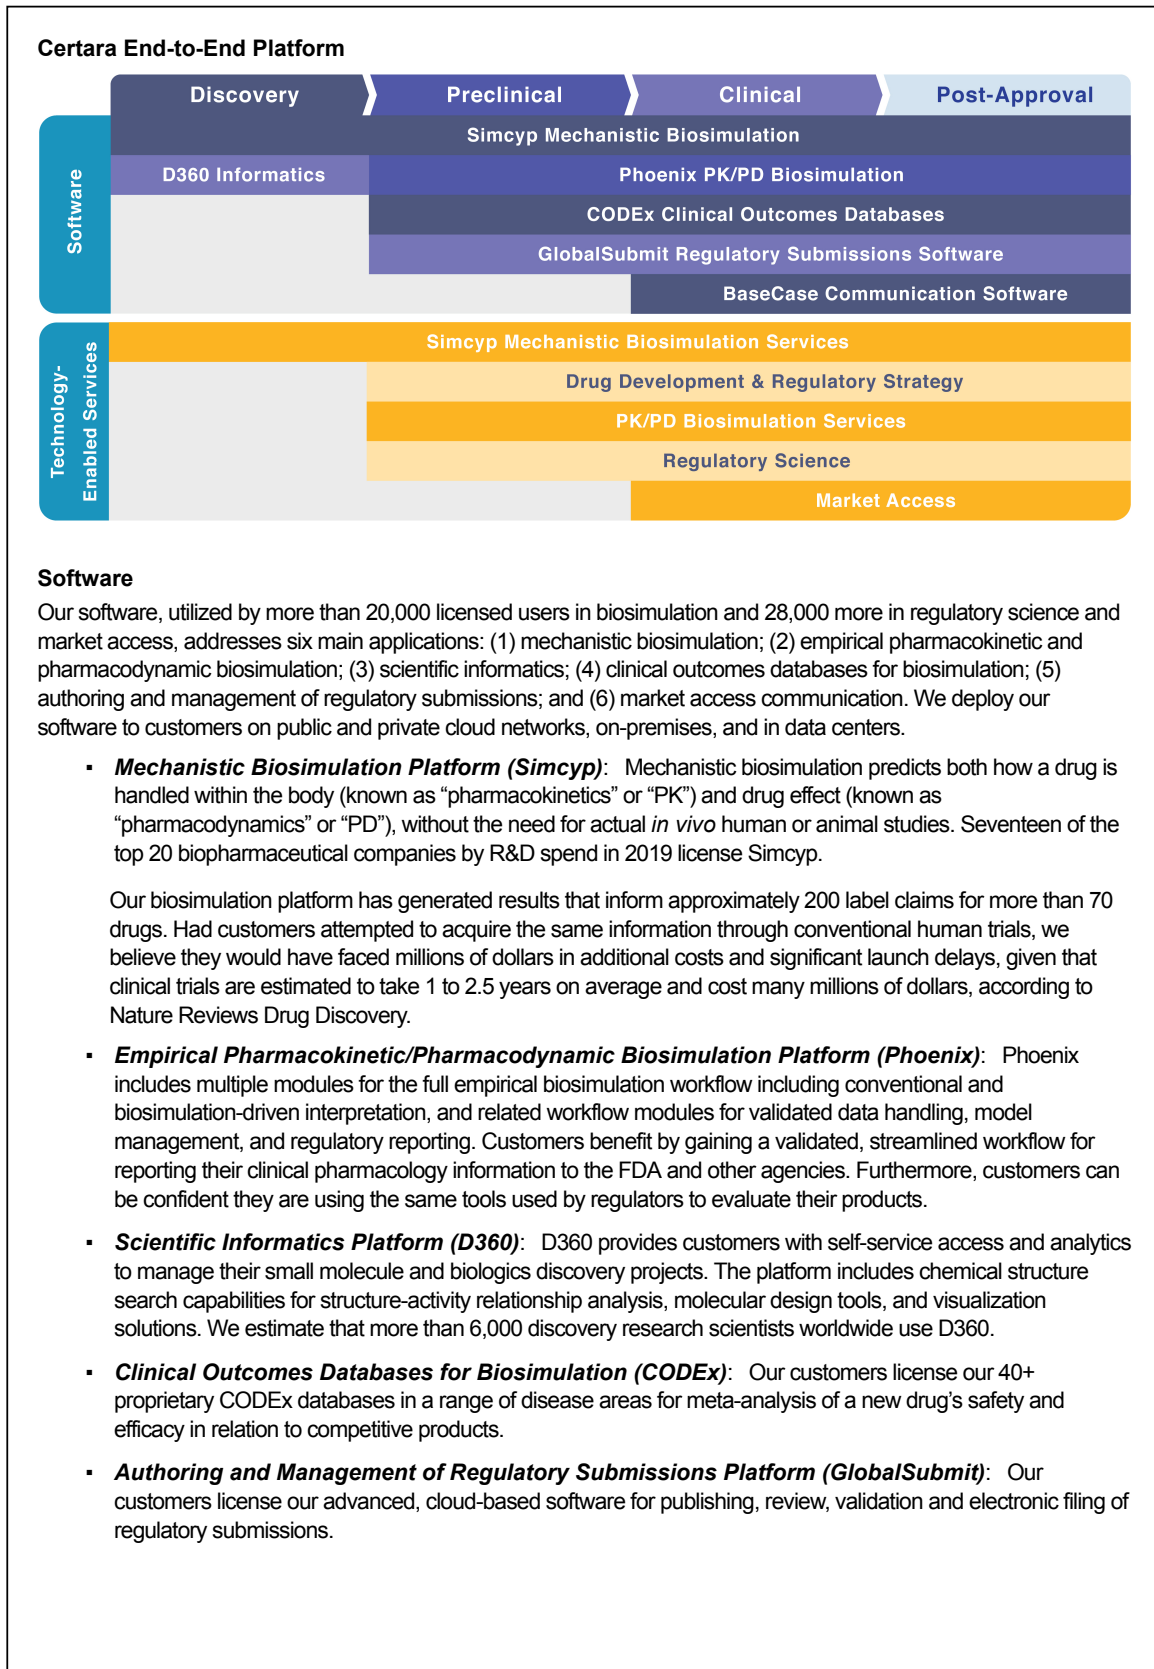 Certara End-to-End Platform
Discovery
Preclinical
Clinical
Post-Approval
Software
Simcyp Mechanistic Biosimulation
D360 Informatics
Phoenix PK/PD Biosimulation
CODEx Clinical Outcomes Databases
GlobalSubmit Regulatory Submissions Software
BaseCase Communication Software
Technology-
Enabled Services
Simcyp Mechanistic Biosimulation Services
Drug Development & Regulatory Strategy
PK/PD Biosimulation Services
Regulatory Science
Market Access
Software
Our software, utilized by more than 20,000 licensed users in biosimulation and 28,000 more in regulatory science and
market access, addresses six main applications: (1) mechanistic biosimulation; (2) empirical pharmacokinetic and
pharmacodynamic biosimulation; (3) scientific informatics; (4) clinical outcomes databases for biosimulation; (5)
authoring and management of regulatory submissions; and (6) market access communication. We deploy our
software to customers on public and private cloud networks, on-premises, and in data centers.
▪ Mechanistic Biosimulation Platform (Simcyp): Mechanistic biosimulation predicts both how a drug is
handled within the body (known as “pharmacokinetics” or “PK”) and drug effect (known as
“pharmacodynamics” or “PD”), without the need for actual in vivo human or animal studies. Seventeen of the
top 20 biopharmaceutical companies by R&D spend in 2019 license Simcyp.
Our biosimulation platform has generated results that inform approximately 200 label claims for more than 70
drugs. Had customers attempted to acquire the same information through conventional human trials, we
believe they would have faced millions of dollars in additional costs and significant launch delays, given that
clinical trials are estimated to take 1 to 2.5 years on average and cost many millions of dollars, according to
Nature Reviews Drug Discovery.
▪ Empirical Pharmacokinetic/Pharmacodynamic Biosimulation Platform (Phoenix): Phoenix
includes multiple modules for the full empirical biosimulation workflow including conventional and
biosimulation-driven interpretation, and related workflow modules for validated data handling, model
management, and regulatory reporting. Customers benefit by gaining a validated, streamlined workflow for
reporting their clinical pharmacology information to the FDA and other agencies. Furthermore, customers can
be confident they are using the same tools used by regulators to evaluate their products.
▪ Scientific Informatics Platform (D360): D360 provides customers with self-service access and analytics
to manage their small molecule and biologics discovery projects. The platform includes chemical structure
search capabilities for structure-activity relationship analysis, molecular design tools, and visualization
solutions. We estimate that more than 6,000 discovery research scientists worldwide use D360.
▪ Clinical Outcomes Databases for Biosimulation (CODEx): Our customers license our 40+
proprietary CODEx databases in a range of disease areas for meta-analysis of a new drug’s safety and
efficacy in relation to competitive products.
▪ Authoring and Management of Regulatory Submissions Platform (GlobalSubmit): Our
customers license our advanced, cloud-based software for publishing, review, validation and electronic filing of
regulatory submissions.